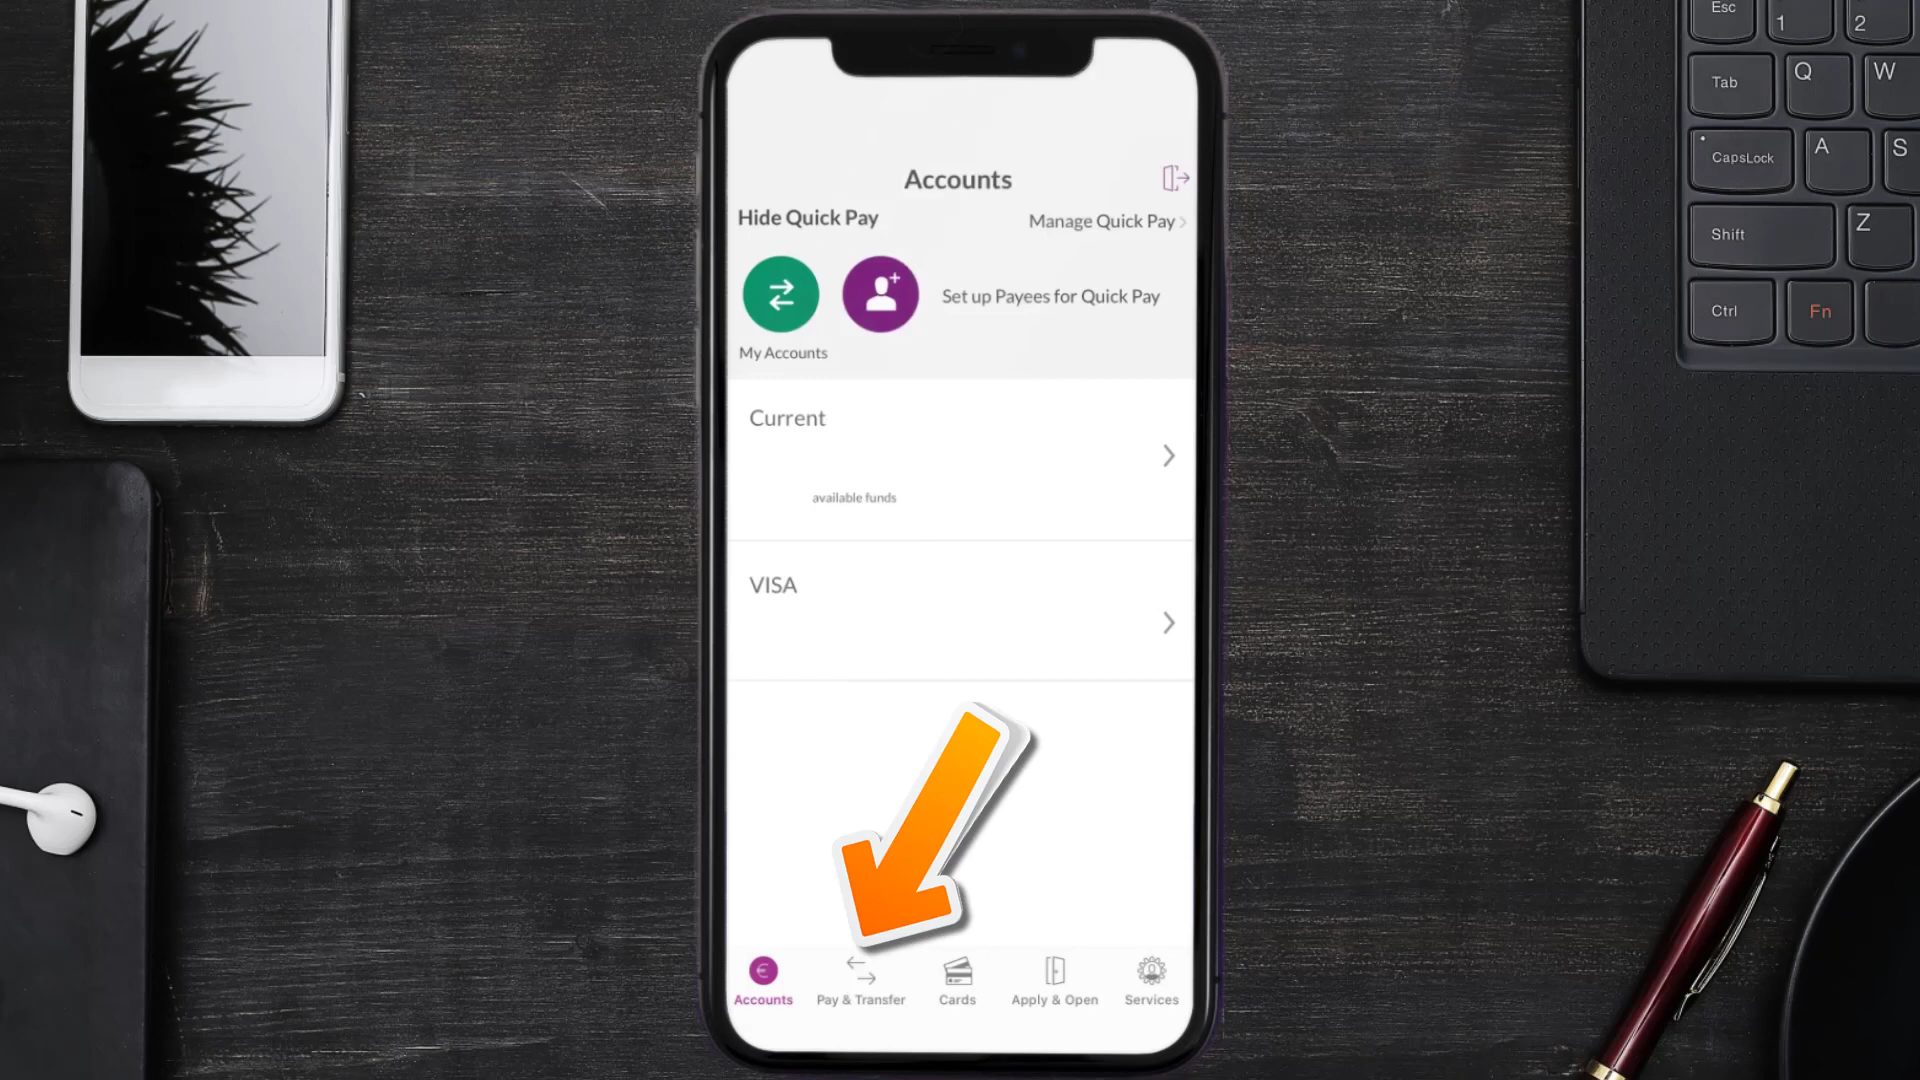 Accounts
Hide Quick Pay
Manage Quick Pay >
Set up Payees for Quick Pay
My Accounts
Current
available funds
VISA
€
Accounts
Pay & Transfer
Cards
Apply & Open
Services
Esc
1
2
Tab
Q
W
CapsLock
A
S
Shift
Z
Ctrl
Fn